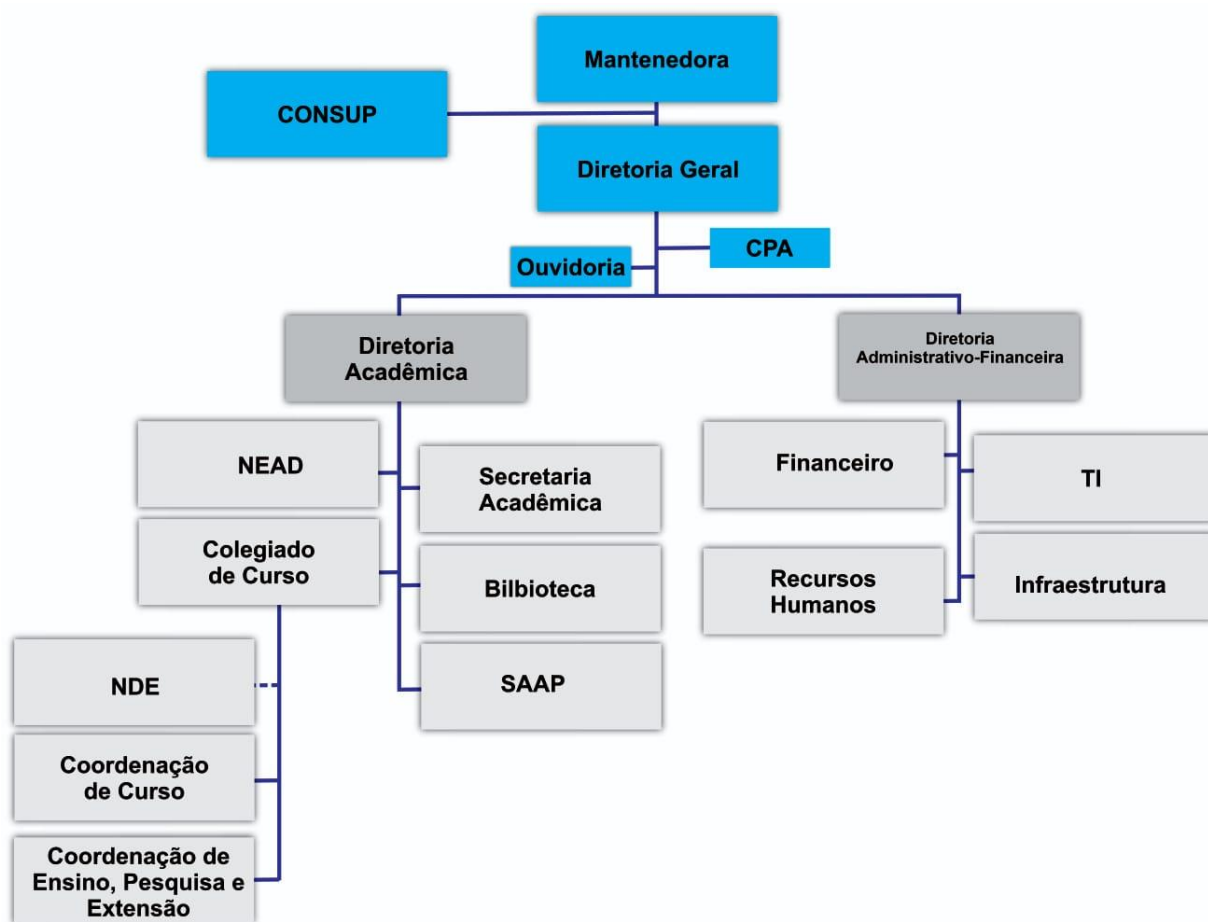 Mantenedora
CONSUP
Diretoria Geral
CPA
Ouvidoria
Diretoria
Acadêmica
Diretoria
Administrativo-Financeira
NEAD
Secretaria
Acadêmica
Financeiro
TI
Colegiado
de Curso
Bilbioteca
Recursos
Humanos
Infraestrutura
NDE
SAAP
Coordenação
de Curso
Coordenação de
Ensino, Pesquisa e
Extensão